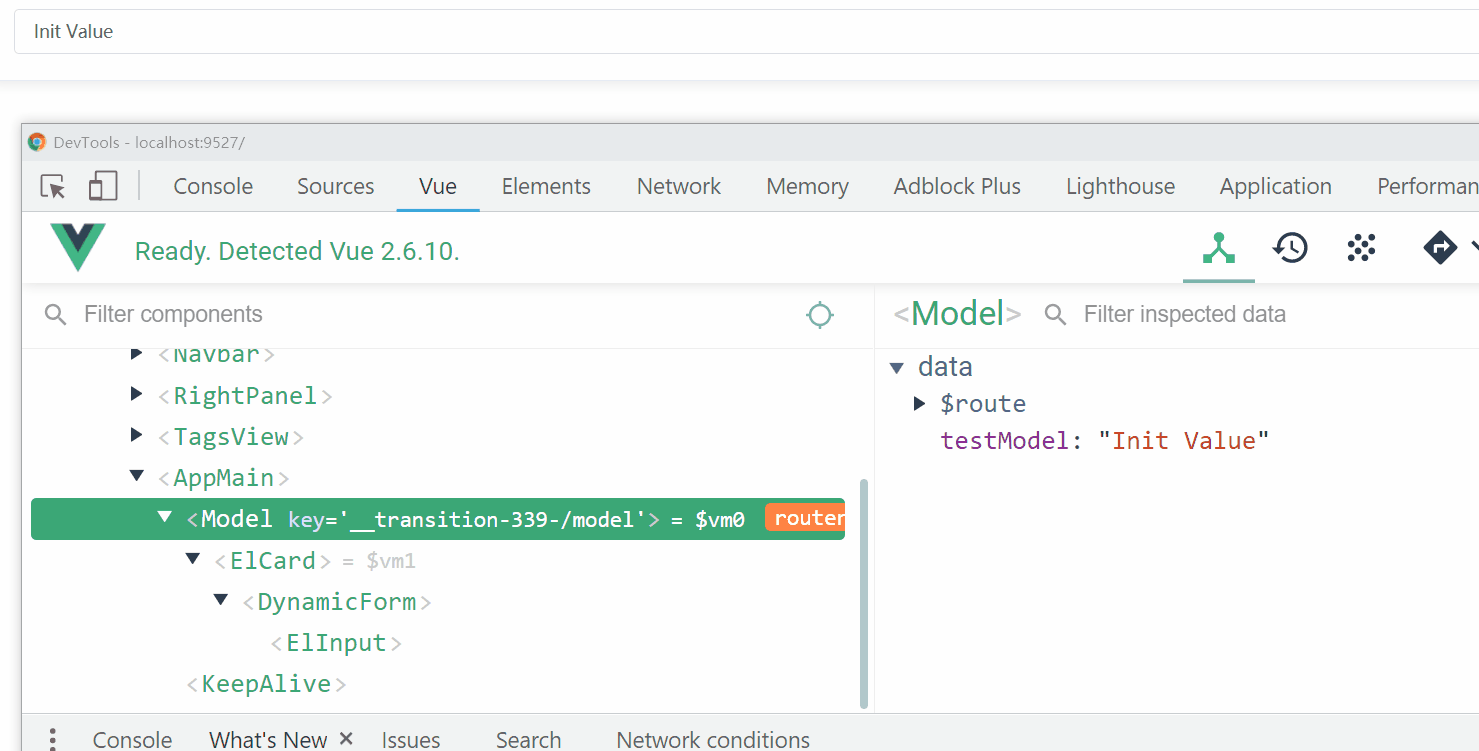 Init Value
DevTools - localhost:9527/
Console Sources Vue Elements Network Memory Adblock Plus Lighthouse Application Performan
Ready. Detected Vue 2.6.10.
Filter components
<Model> Filter inspected data
<Navbar>
<RightPanel>
<TagsView>
<AppMain>
<Model key='__transition-339-/model'> = $vm0 router
<ElCard> = $vm1
<DynamicForm>
<ElInput>
<KeepAlive>
data
$route
testModel: "Init Value"
Console What's New × Issues Search Network conditions